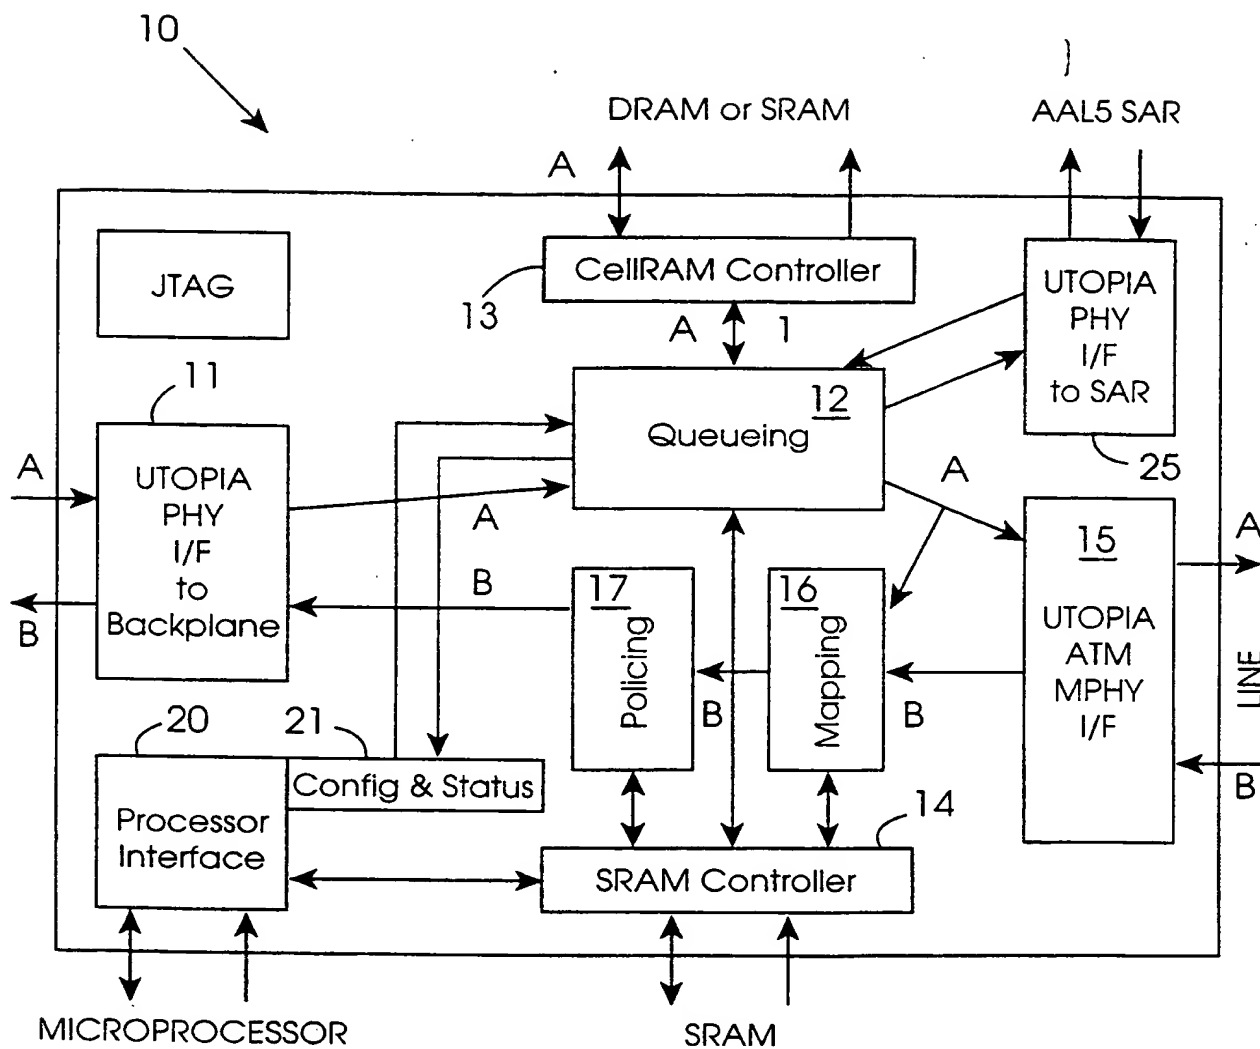 10
DRAM or SRAM
AAL5 SAR
A
JTAG
CellRAM Controller
13
A
1
UTOPIA
PHY
I/F
to SAR
25
11
12
Queueing
A
UTOPIA
PHY
I/F
to
Backplane
A
B
B
A
15
UTOPIA
ATM
MPHY
I/F
A
LINE
B
17
Policing
16
Mapping
B
B
20
21
Config & Status
Processor
Interface
14
SRAM Controller
MICROPROCESSOR
SRAM